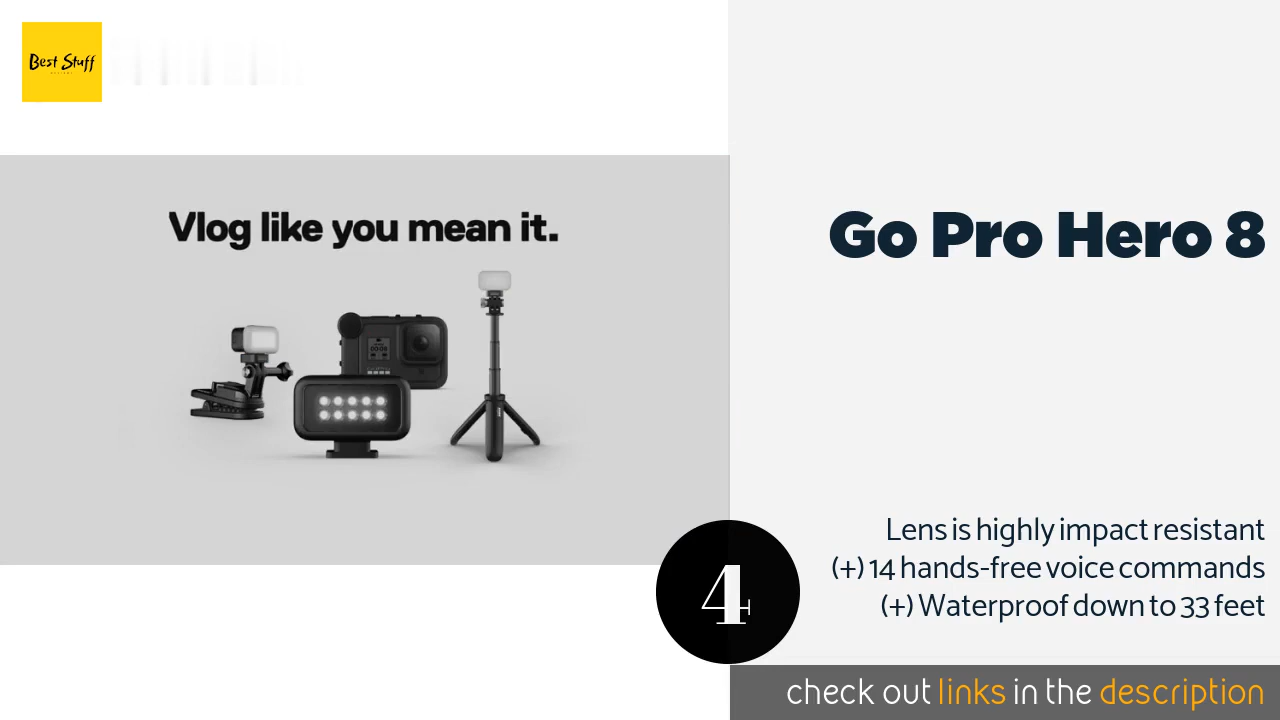 Best Stuff
Vlog like you mean it.
Go Pro Hero 8
Lens is highly impact resistant
(+) 14 hands-free voice commands
(+) Waterproof down to 33 feet
4
check out links in the description